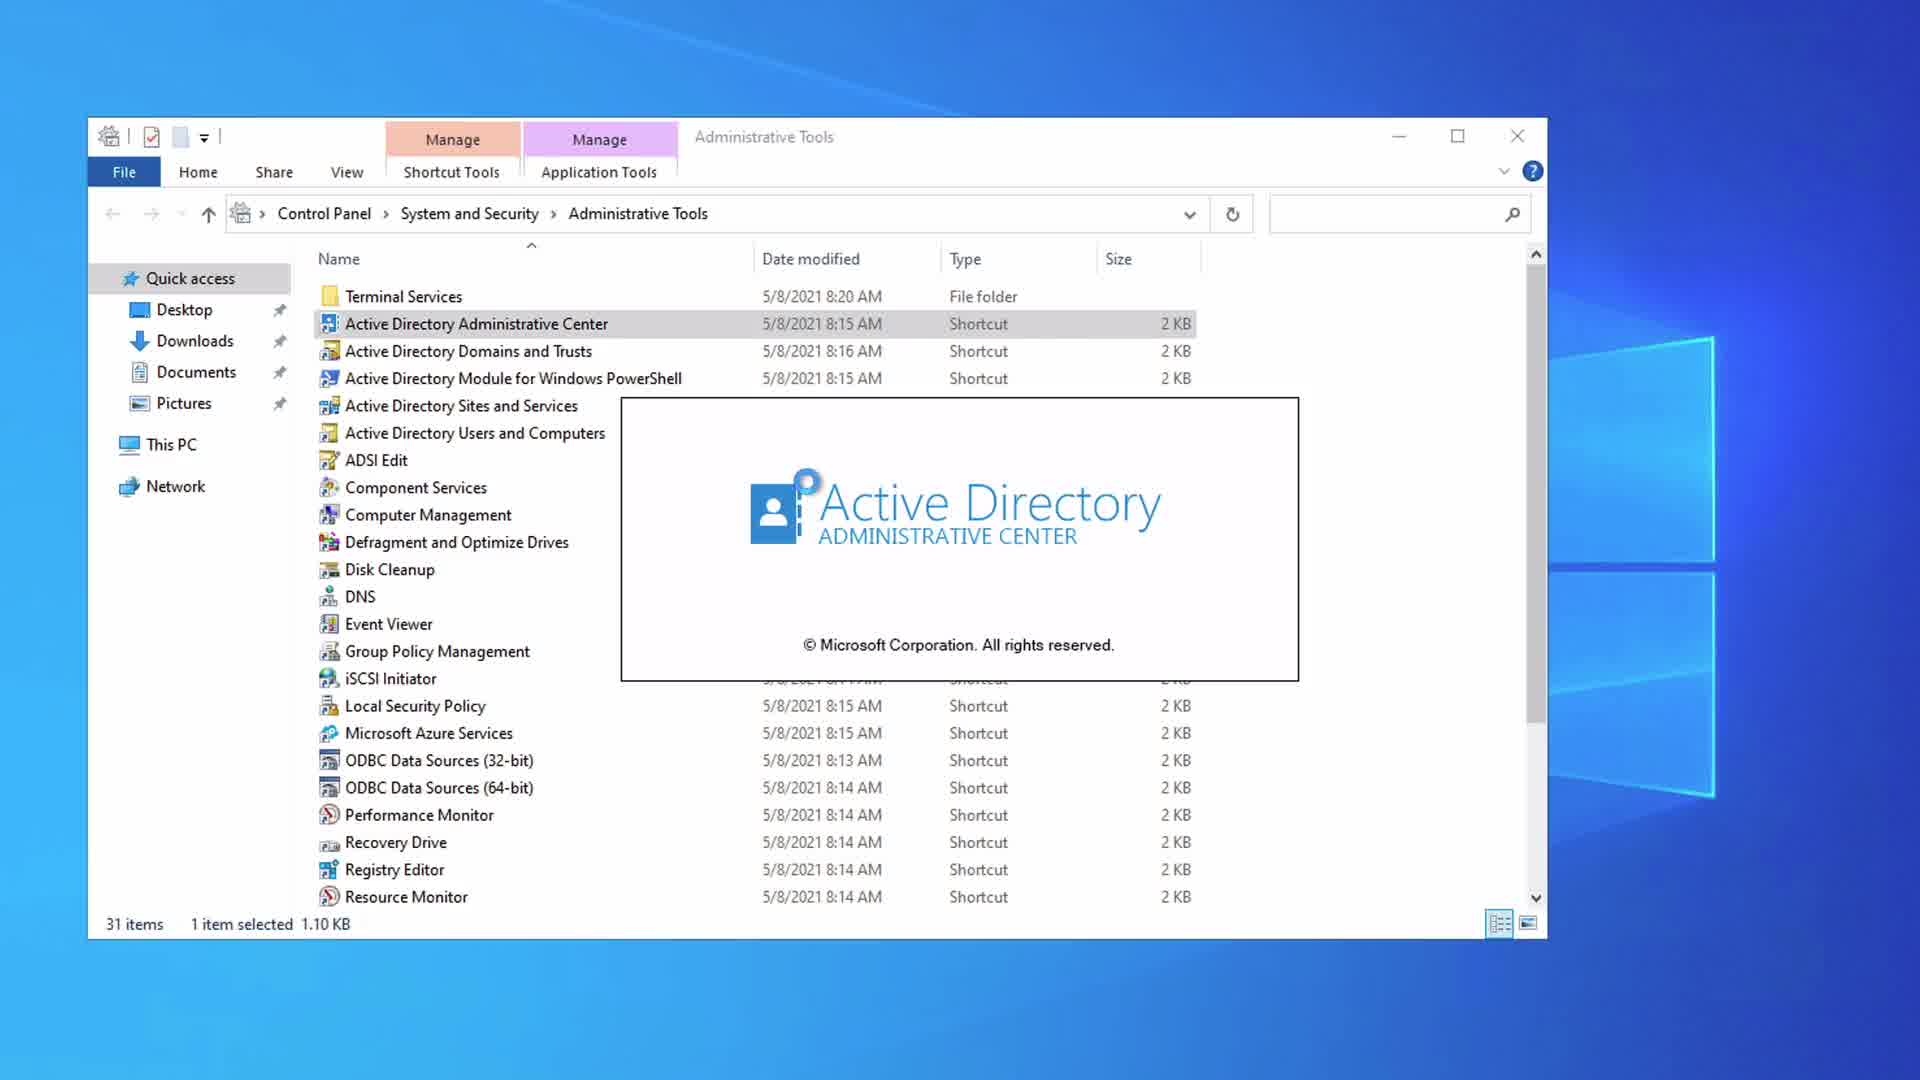 Manage
Manage
Administrative Tools
File
Home
Share
View
Shortcut Tools
Application Tools
?
Control Panel > System and Security > Administrative Tools
Name
Date modified
Type
Size
Quick access
Desktop
Downloads
Documents
Pictures
This PC
Network
Terminal Services 5/8/2021 8:20 AM File folder
Active Directory Administrative Center 5/8/2021 8:15 AM Shortcut 2 KB
Active Directory Domains and Trusts 5/8/2021 8:16 AM Shortcut 2 KB
Active Directory Module for Windows PowerShell 5/8/2021 8:15 AM Shortcut 2 KB
Active Directory Sites and Services
Active Directory Users and Computers
ADSI Edit
Component Services
Computer Management
Defragment and Optimize Drives
Disk Cleanup
DNS
Event Viewer
Group Policy Management
iSCSI Initiator
Local Security Policy 5/8/2021 8:15 AM Shortcut 2 KB
Microsoft Azure Services 5/8/2021 8:15 AM Shortcut 2 KB
ODBC Data Sources (32-bit) 5/8/2021 8:13 AM Shortcut 2 KB
ODBC Data Sources (64-bit) 5/8/2021 8:14 AM Shortcut 2 KB
Performance Monitor 5/8/2021 8:14 AM Shortcut 2 KB
Recovery Drive 5/8/2021 8:14 AM Shortcut 2 KB
Registry Editor 5/8/2021 8:14 AM Shortcut 2 KB
Resource Monitor 5/8/2021 8:14 AM Shortcut 2 KB
Active Directory
ADMINISTRATIVE CENTER
© Microsoft Corporation. All rights reserved.
31 items 1 item selected 1.10 KB